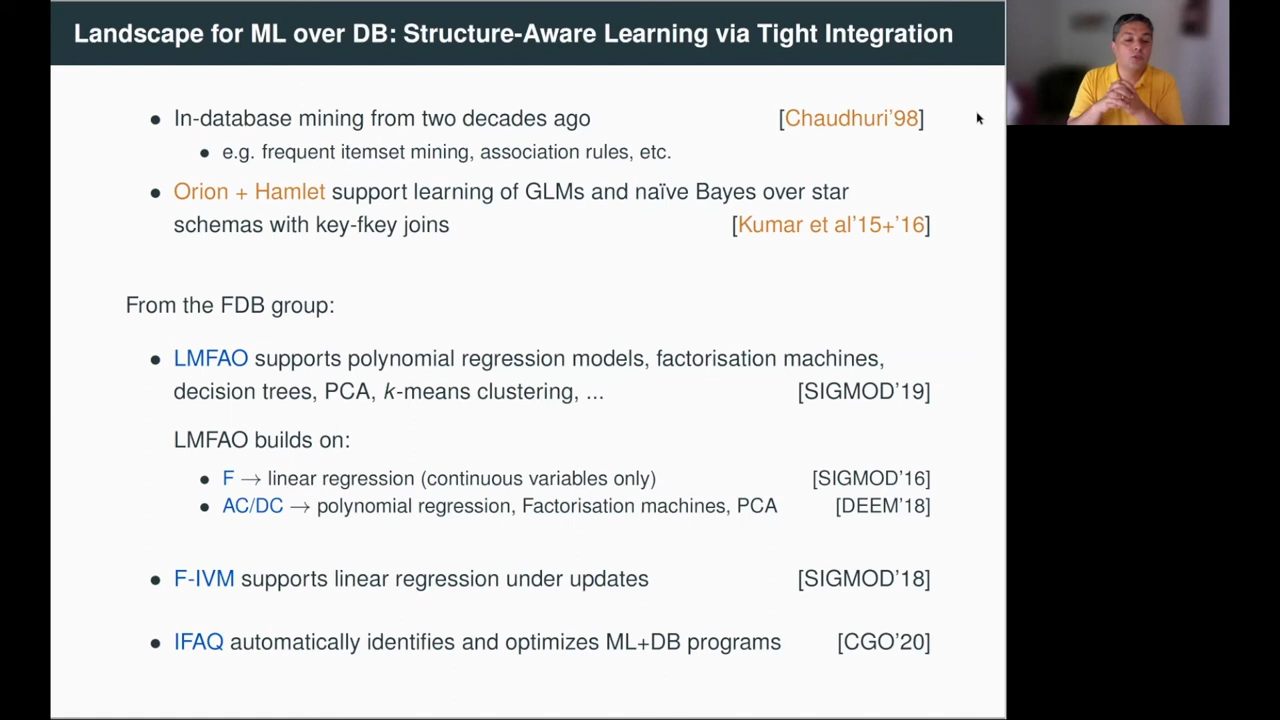 Landscape for ML over DB: Structure-Aware Learning via Tight Integration
• In-database mining from two decades ago [Chaudhuri'98]
• e.g. frequent itemset mining, association rules, etc.
• Orion + Hamlet support learning of GLMs and naïve Bayes over star
schemas with key-fkey joins [Kumar et al'15+'16]
From the FDB group:
• LMFAO supports polynomial regression models, factorisation machines,
decision trees, PCA, k-means clustering, ... [SIGMOD'19]
LMFAO builds on:
• F → linear regression (continuous variables only) [SIGMOD'16]
• AC/DC → polynomial regression, Factorisation machines, PCA [DEEM'18]
• F-IVM supports linear regression under updates [SIGMOD'18]
• IFAQ automatically identifies and optimizes ML+DB programs [CGO'20]